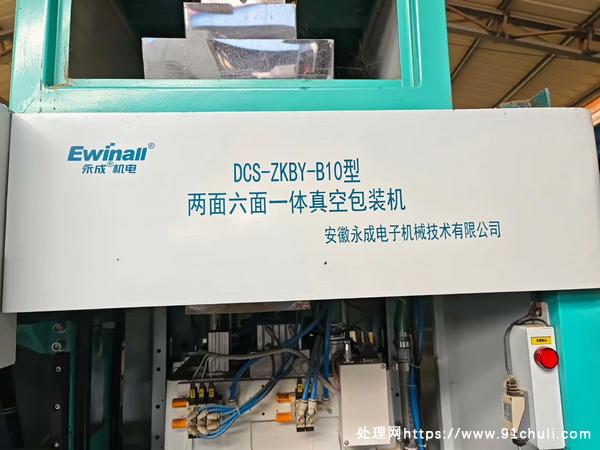 Ewinall®
永成®机电
DCS-ZKBY-B10型
两面六面一体真空包装机
安徽永成电子机械技术有限公司
处理网https://www.91chuli.com